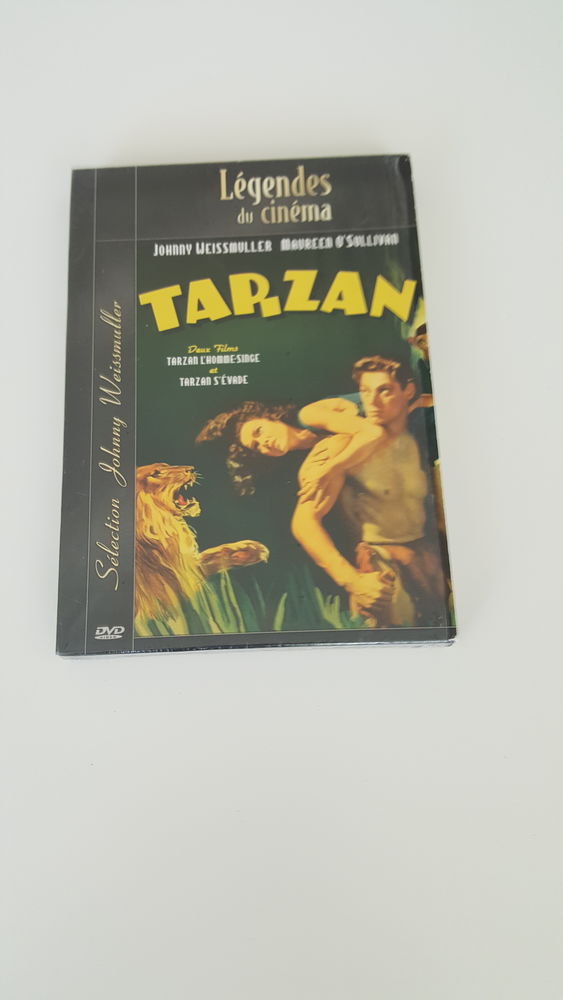 Légendes
du cinéma
JOHNNY WEISSMULLER MAUREEN O'SULLIVAN
TARZAN
Deux Films
TARZAN L'HOMME-SINGE
et
TARZAN S'ÉVADE
Sélection Johnny Weissmuller
DVD
VIDEO